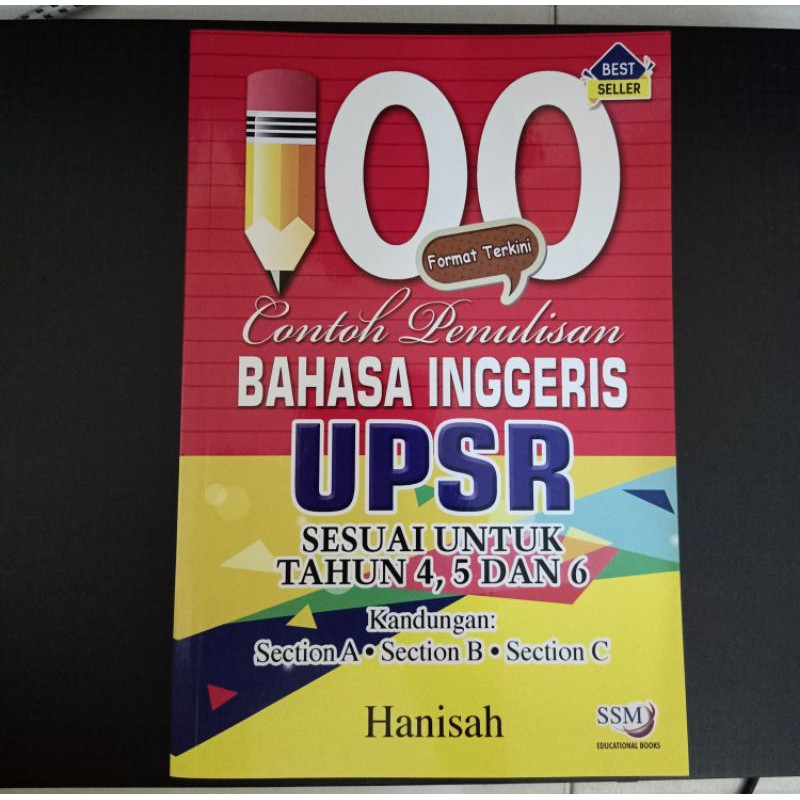 100
BEST
SELLER
Format Terkini
Contoh Penulisan
BAHASA INGGERIS
UPSR
SESUAI UNTUK
TAHUN 4, 5 DAN 6
Kandungan:
Section A • Section B • Section C
Hanisah
SSM
EDUCATIONAL BOOKS